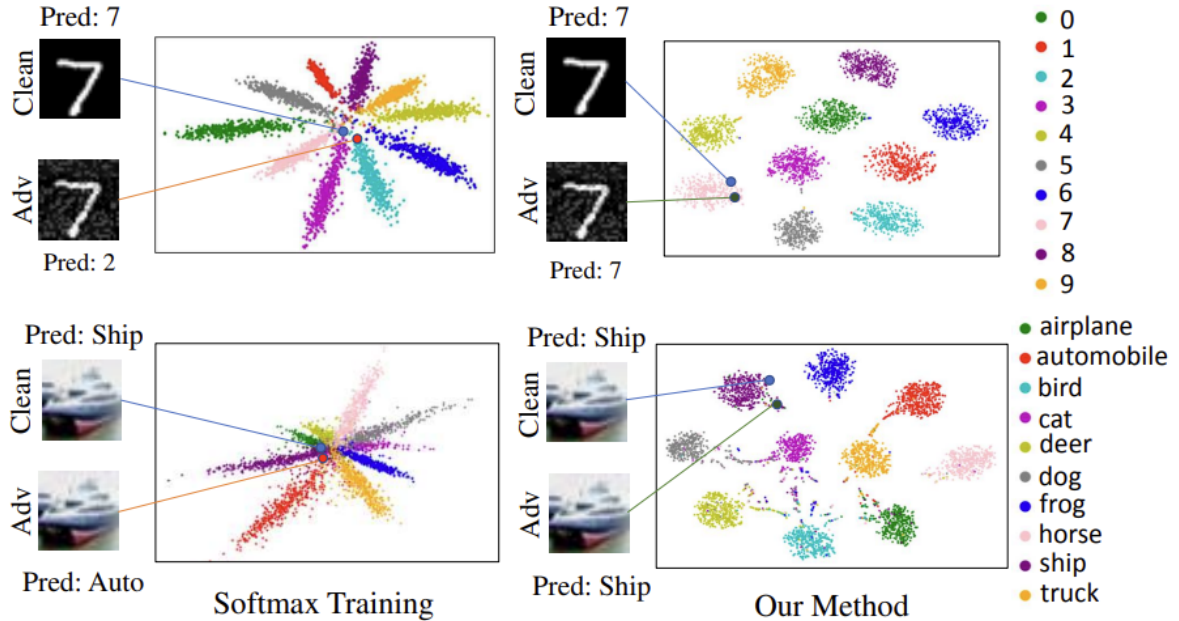 Pred: 7
Clean
Adv
Pred: 2
Pred: 7
Clean
Adv
Pred: 7
0
1
2
3
4
5
6
7
8
9
Pred: Ship
Clean
Adv
Pred: Auto
Softmax Training
Pred: Ship
Clean
Adv
Pred: Ship
Our Method
airplane
automobile
bird
cat
deer
dog
frog
horse
ship
truck